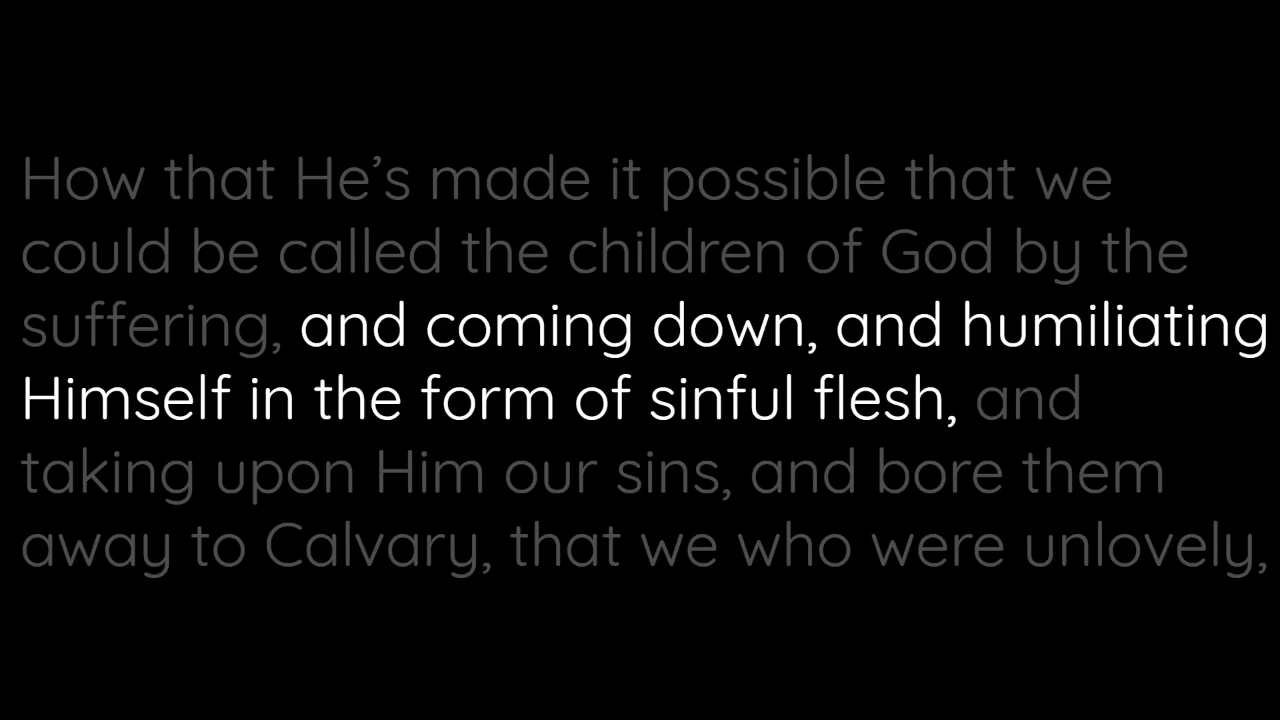 How that He’s made it possible that we
could be called the children of God by the
suffering, and coming down, and humiliating
Himself in the form of sinful flesh, and
taking upon Him our sins, and bore them
away to Calvary, that we who were unlovely,